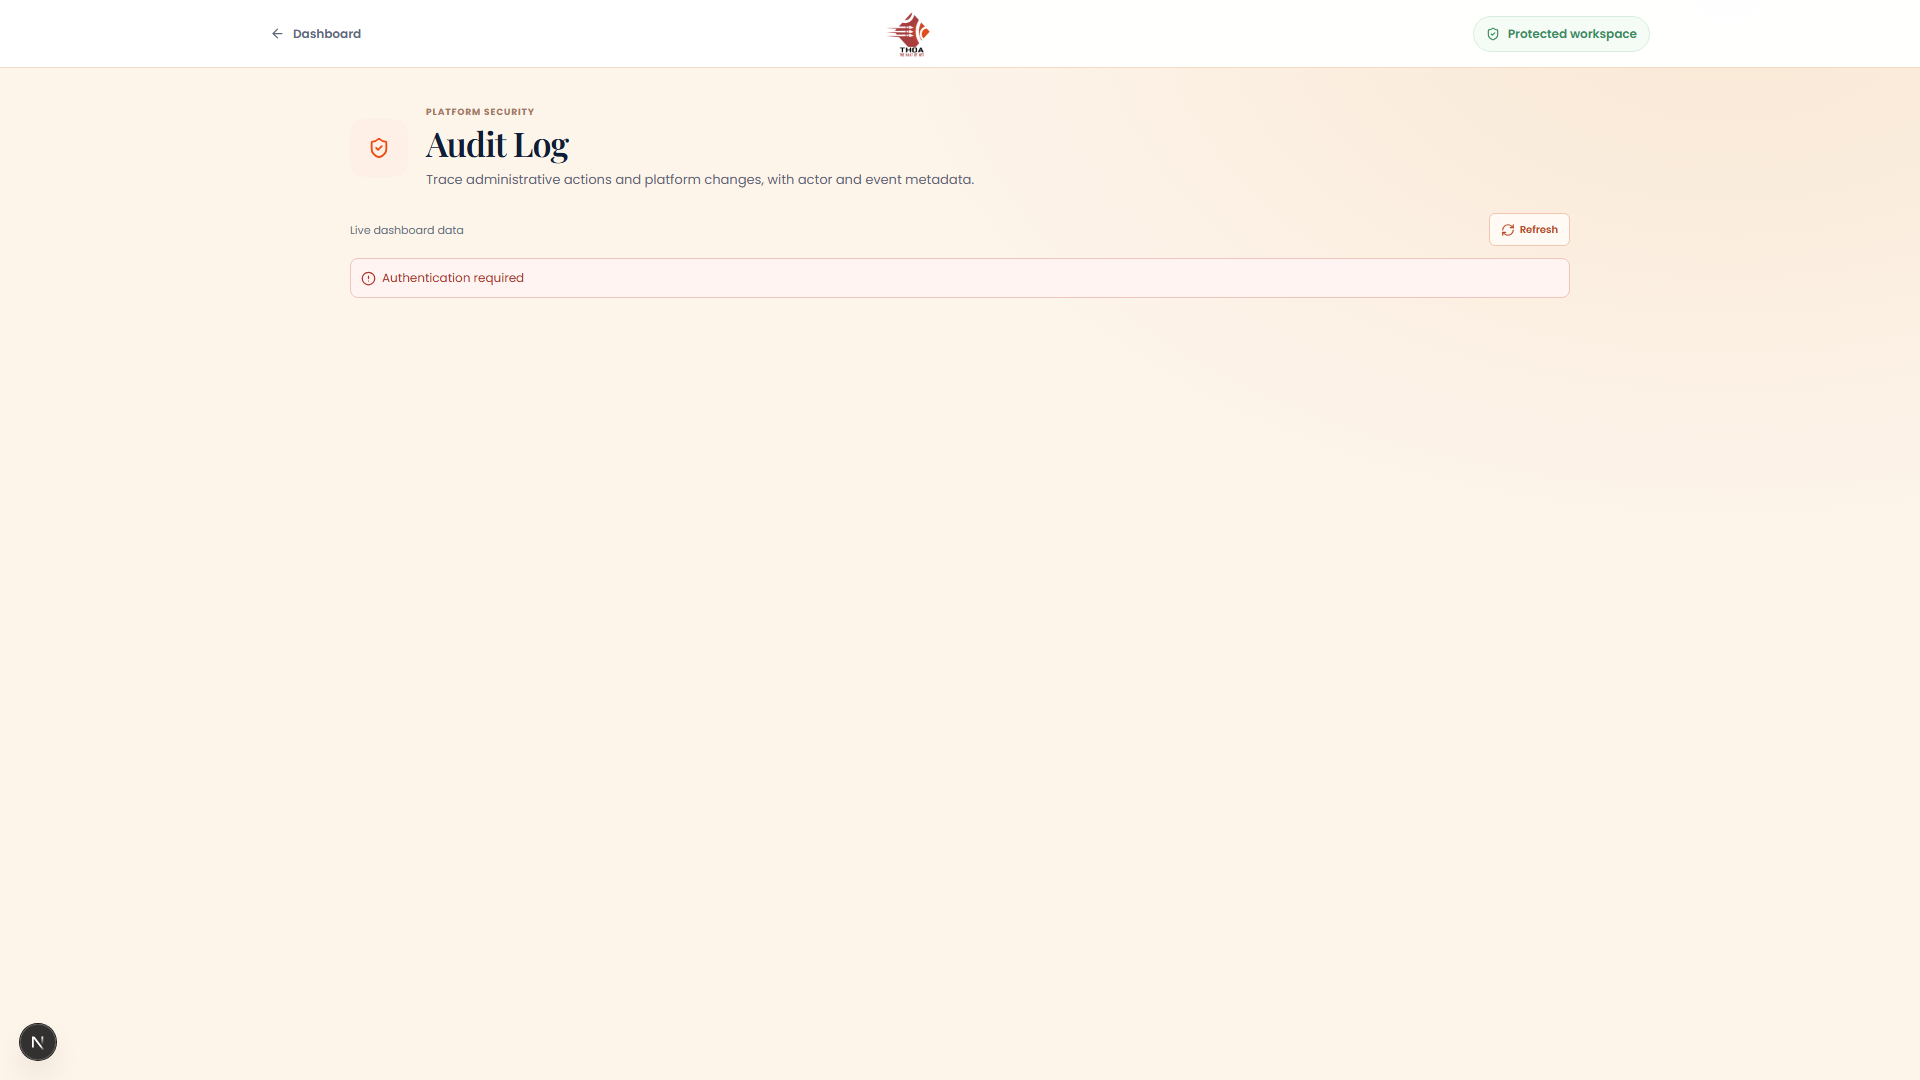 Dashboard
THOA
Protected workspace
PLATFORM SECURITY
Audit Log
Trace administrative actions and platform changes, with actor and event metadata.
Live dashboard data
Refresh
Authentication required
N